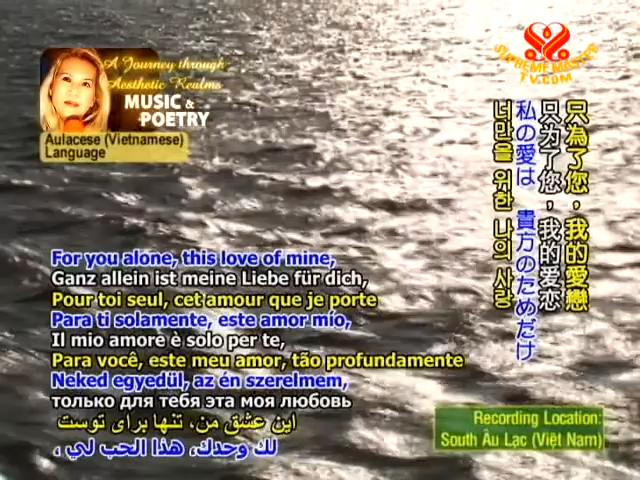 A Journey through
Aesthetic Realms
MUSIC &
POETRY
Aulacese (Vietnamese)
Language
SUPREME MASTER
TV.COM
只為了您，我的愛戀
只为了您，我的爱恋
私の愛は 貴方のためだけ
너만을 위한 나의 사랑
For you alone, this love of mine,
Ganz allein ist meine Liebe für dich,
Pour toi seul, cet amour que je porte
Para ti solamente, este amor mío,
Il mio amore è solo per te,
Para você, este meu amor, tão profundamente
Neked egyedül, az én szerelmem,
только для тебя эта моя любовь
این عشق من، تنها برای توست
لك وحدك، هذا الحب لي ،
Recording Location:
South Âu Lạc (Việt Nam)